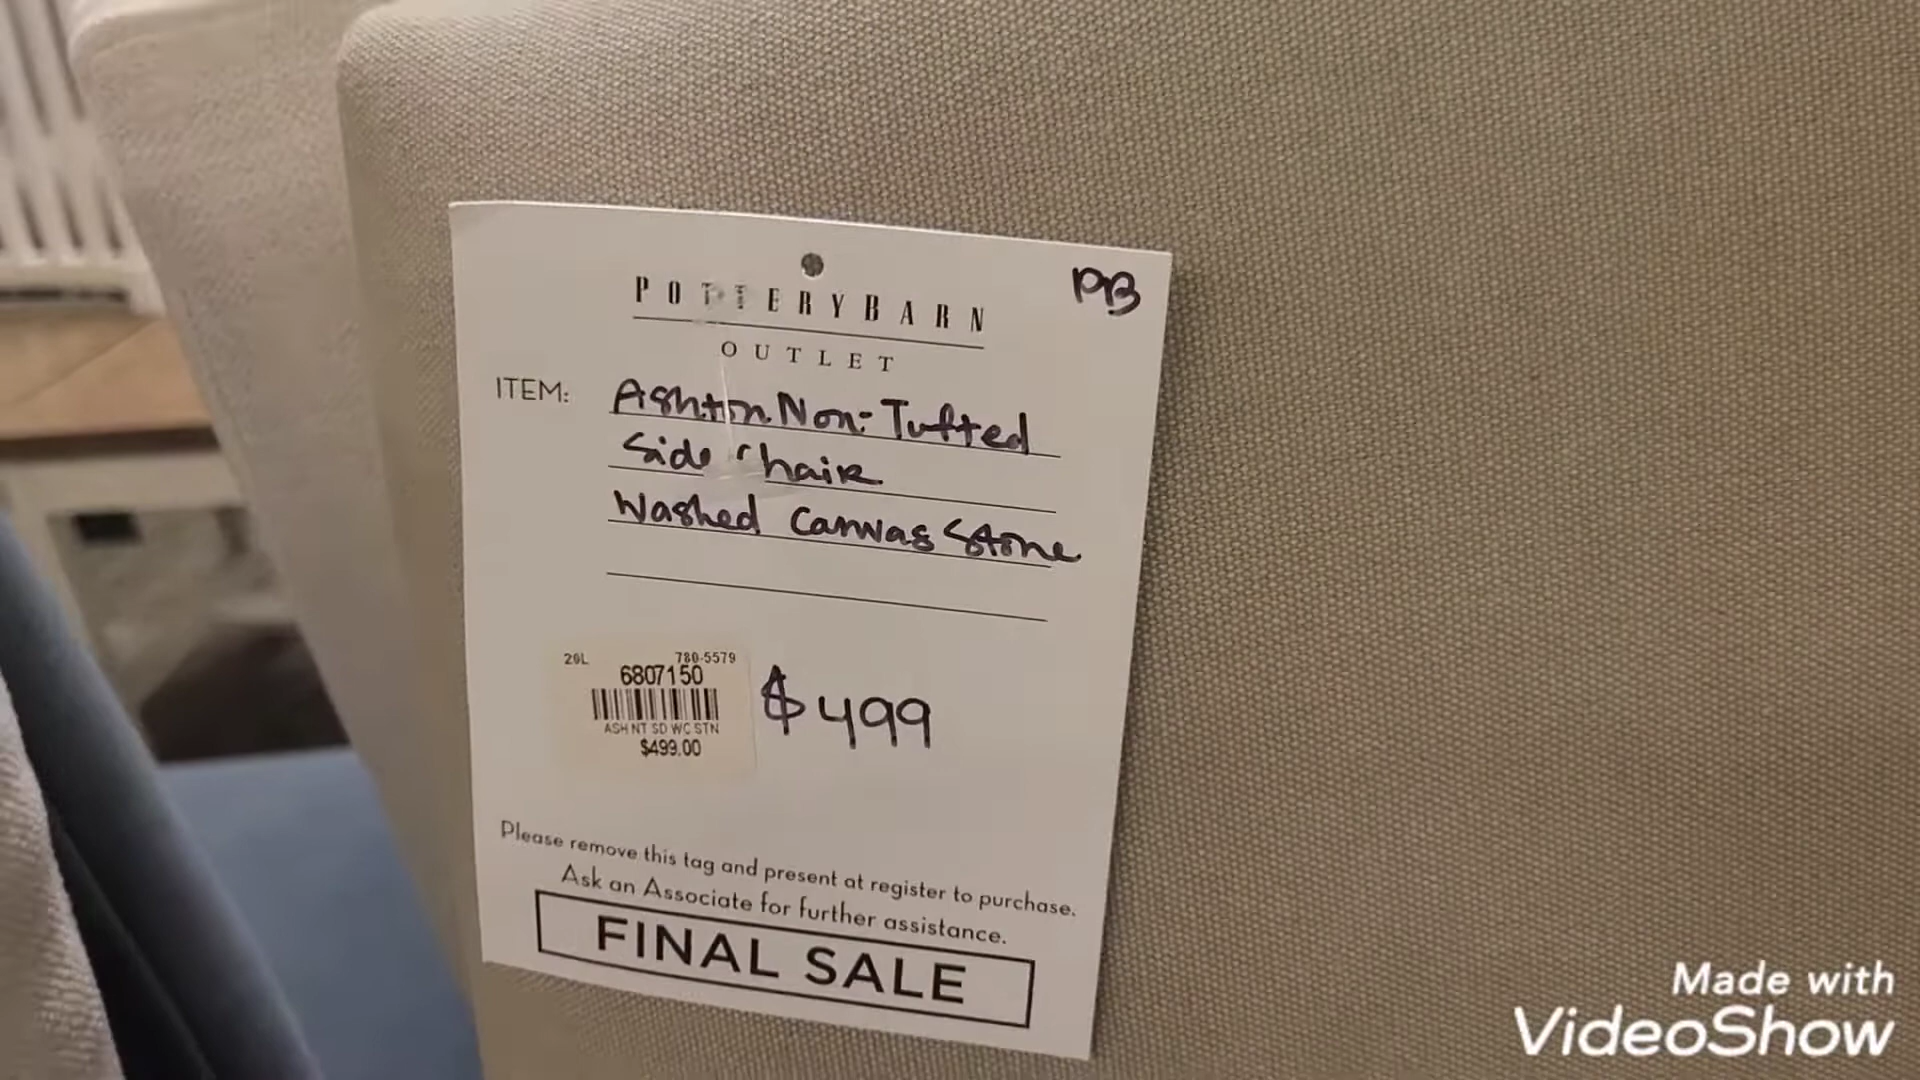 PB
POTTERYBARN
OUTLET
ITEM: Ashton Non-Tufted
Side Chair
Washed Canvas Stone
20L 780-5579
6807150
ASH NT SD WC STN
$499.00
$499
Please remove this tag and present at register to purchase.
Ask an Associate for further assistance.
FINAL SALE
Made with
VideoShow